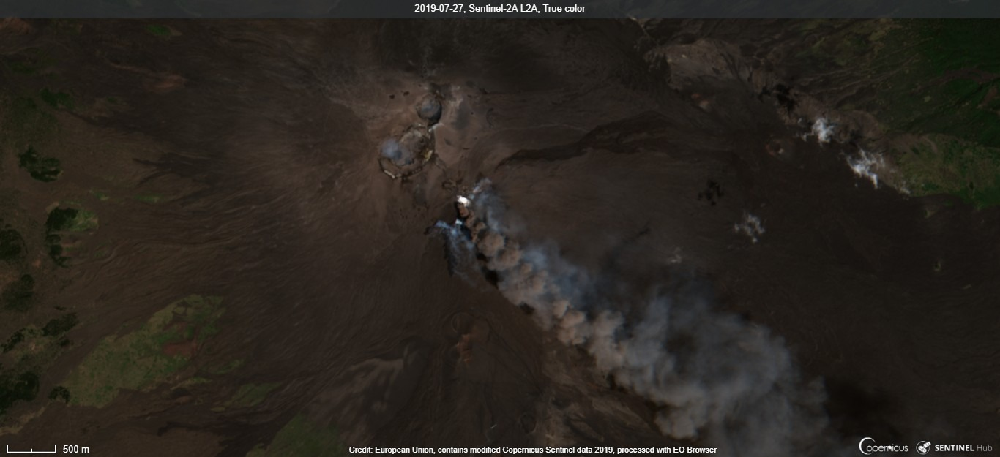 2019-07-27, Sentinel-2A L2A, True color
500 m
Credit: European Union, contains modified Copernicus Sentinel data 2019, processed with EO Browser
opernicus
SENTINEL Hub